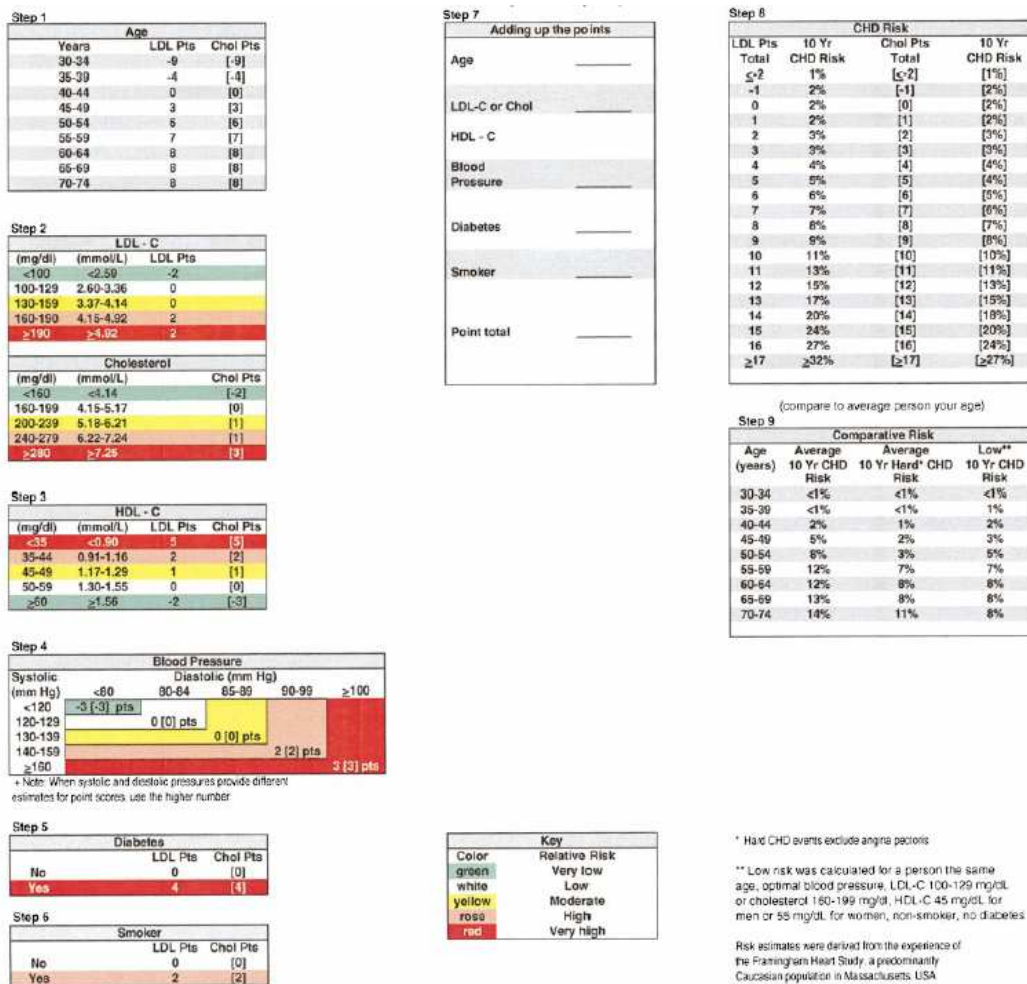 Step 1
Age
Years LDL Pts Chol Pts
30-34 -9 [-9]
35-39 -4 [-4]
40-44 0 [0]
45-49 3 [3]
50-54 6 [6]
55-59 7 [7]
60-64 8 [8]
65-69 8 [8]
70-74 8 [8]
Step 2
LDL - C
(mg/dl) (mmol/L) LDL Pts
<100 <2.59 -2
100-129 2.60-3.36 0
130-159 3.37-4.14 0
160-190 4.15-4.92 2
≥190 ≥4.92 2
Cholesterol
(mg/dl) (mmol/L) Chol Pts
<160 <4.14 [-2]
160-199 4.15-5.17 [0]
200-239 5.18-6.21 [1]
240-279 6.22-7.24 [1]
≥280 ≥7.25 [3]
Step 3
HDL - C
(mg/dl) (mmol/L) LDL Pts Chol Pts
<35 <0.90 5 [5]
35-44 0.91-1.16 2 [2]
45-49 1.17-1.29 1 [1]
50-59 1.30-1.55 0 [0]
≥60 ≥1.56 -2 [-3]
Step 4
Blood Pressure
Systolic Diastolic (mm Hg)
(mm Hg) <80 80-84 85-89 90-99 ≥100
<120 -3 [-3] pts
120-129 0 [0] pts
130-139 0 [0] pts
140-159 2 [2] pts
≥160 3 [3] pts
+ Note: When systolic and diastolic pressures provide different
estimates for point scores, use the higher number
Step 5
Diabetes
LDL Pts Chol Pts
No 0 [0]
Yes 4 [4]
Step 6
Smoker
LDL Pts Chol Pts
No 0 [0]
Yes 2 [2]
Step 7
Adding up the points
Age
LDL-C or Chol
HDL - C
Blood
Pressure
Diabetes
Smoker
Point total
Key
Color Relative Risk
green Very low
white Low
yellow Moderate
rose High
red Very high
Step 8
CHD Risk
LDL Pts 10 Yr Chol Pts 10 Yr
Total CHD Risk Total CHD Risk
≤-2 1% [≤-2] [1%]
-1 2% [-1] [2%]
0 2% [0] [2%]
1 2% [1] [2%]
2 3% [2] [3%]
3 3% [3] [3%]
4 4% [4] [4%]
5 5% [5] [4%]
6 6% [6] [5%]
7 7% [7] [6%]
8 8% [8] [7%]
9 9% [9] [8%]
10 11% [10] [10%]
11 13% [11] [11%]
12 15% [12] [13%]
13 17% [13] [15%]
14 20% [14] [18%]
15 24% [15] [20%]
16 27% [16] [24%]
≥17 ≥32% [≥17] [≥27%]
(compare to average person your age)
Step 9
Comparative Risk
Age Average Average Low**
(years) 10 Yr CHD 10 Yr Hard* CHD 10 Yr CHD
Risk Risk Risk
30-34 <1% <1% <1%
35-39 <1% <1% 1%
40-44 2% 1% 2%
45-49 5% 2% 3%
50-54 8% 3% 5%
55-59 12% 7% 7%
60-64 12% 8% 8%
65-69 13% 8% 8%
70-74 14% 11% 8%
* Hard CHD events exclude angina pectoris
** Low risk was calculated for a person the same
age, optimal blood pressure, LDL-C 100-129 mg/dL
or cholesterol 160-199 mg/dl, HDL-C 45 mg/dL for
men or 55 mg/dL for women, non-smoker, no diabetes
Risk estimates were derived from the experience of
the Framingham Heart Study, a predominantly
Caucasian population in Massachusetts, USA